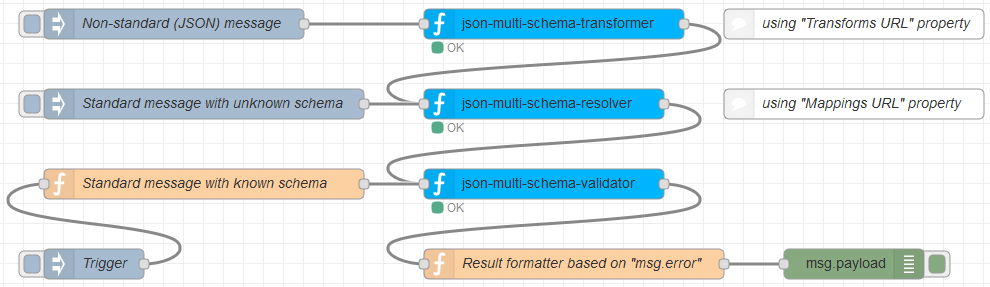 Non-standard (JSON) message
json-multi-schema-transformer
using "Transforms URL" property
OK
Standard message with unknown schema
json-multi-schema-resolver
using "Mappings URL" property
OK
Standard message with known schema
json-multi-schema-validator
OK
Trigger
Result formatter based on "msg.error"
msg.payload